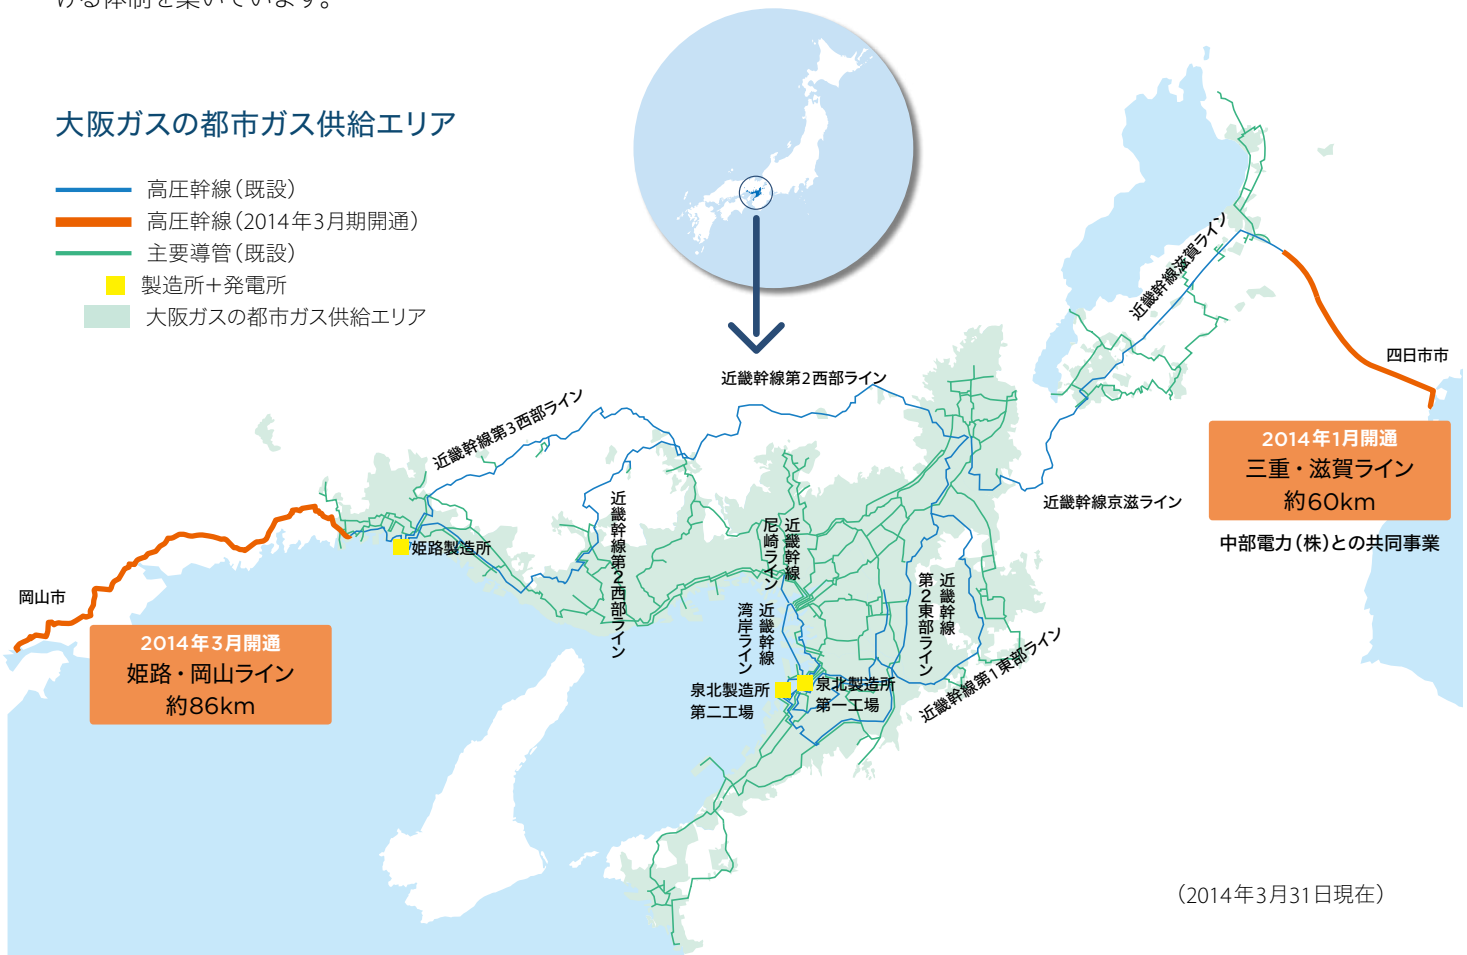 ける体制を築いています。
大阪ガスの都市ガス供給エリア
高圧幹線（既設）
高圧幹線（2014年3月期開通）
主要導管（既設）
製造所＋発電所
大阪ガスの都市ガス供給エリア
近畿幹線滋賀ライン
四日市市
近畿幹線第2西部ライン
近畿幹線第3西部ライン
2014年1月開通
三重・滋賀ライン
約60km
中部電力（株）との共同事業
近畿幹線京滋ライン
近畿幹線第2西部ライン
近畿幹線
尼崎ライン
姫路製造所
近畿幹線
第2東部ライン
岡山市
近畿幹線
湾岸ライン
2014年3月開通
姫路・岡山ライン
約86km
近畿幹線第1東部ライン
泉北製造所
第二工場
泉北製造所
第一工場
（2014年3月31日現在）